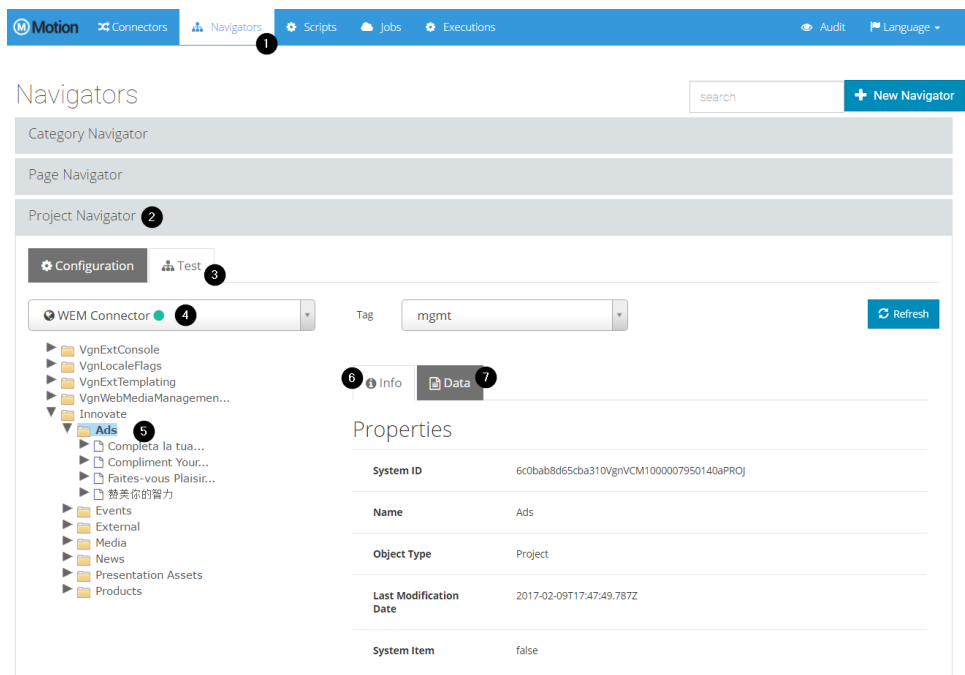 M Motion Connectors Navigators Scripts Jobs Executions Audit Language
1
Navigators
search
New Navigator
Category Navigator
Page Navigator
Project Navigator 2
Configuration Test 3
WEM Connector 4 Tag mgmt Refresh
VgnExtConsole
VgnLocaleFlags
VgnExtTemplating
VgnWebMediaManagemen...
Innovate
Ads 5
Completa la tua...
Compliment Your...
Faites-vous Plaisir...
赞美你的智力
Events
External
Media
News
Presentation Assets
Products
6 Info Data 7
Properties
System ID 6c0bab8d65cba310VgnVCM1000007950140aPROJ
Name Ads
Object Type Project
Last Modification 2017-02-09T17:47:49.787Z
Date
System Item false